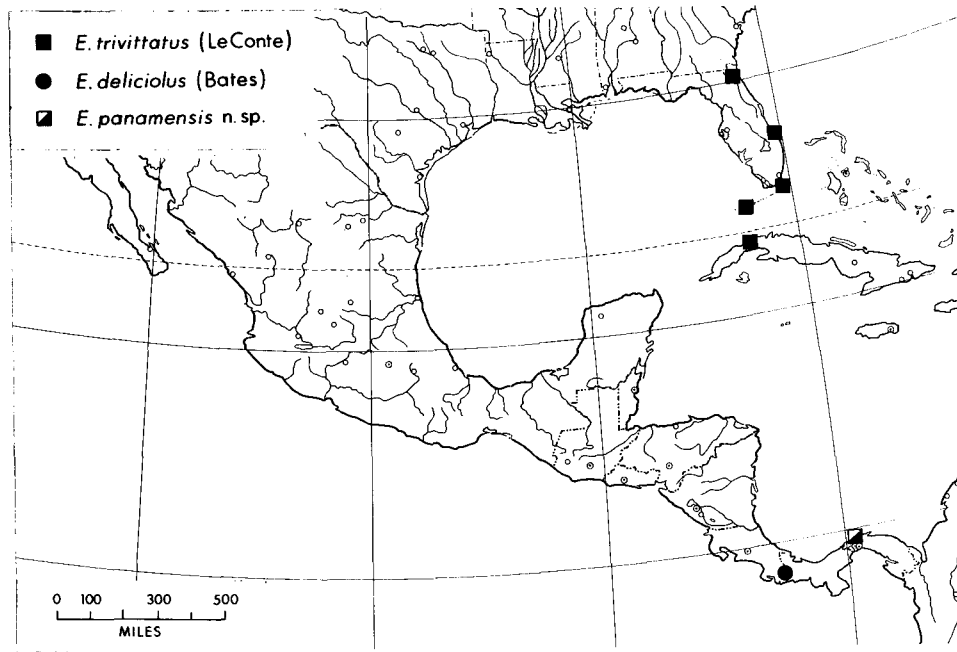 E. trivittatus (LeConte)
E. deliciolus (Bates)
E. panamensis n. sp.
0 100 300 500
MILES